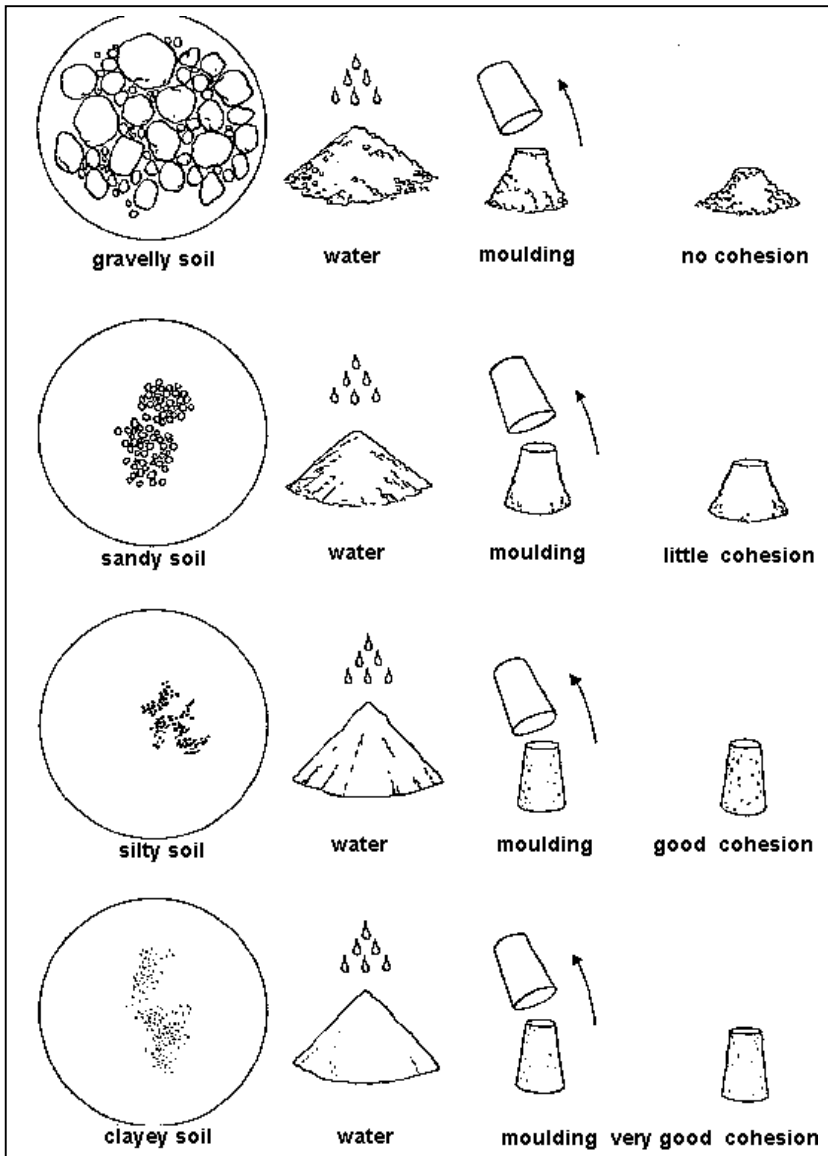 gravelly soil water moulding no cohesion
sandy soil water moulding little cohesion
silty soil water moulding good cohesion
clayey soil water moulding very good cohesion